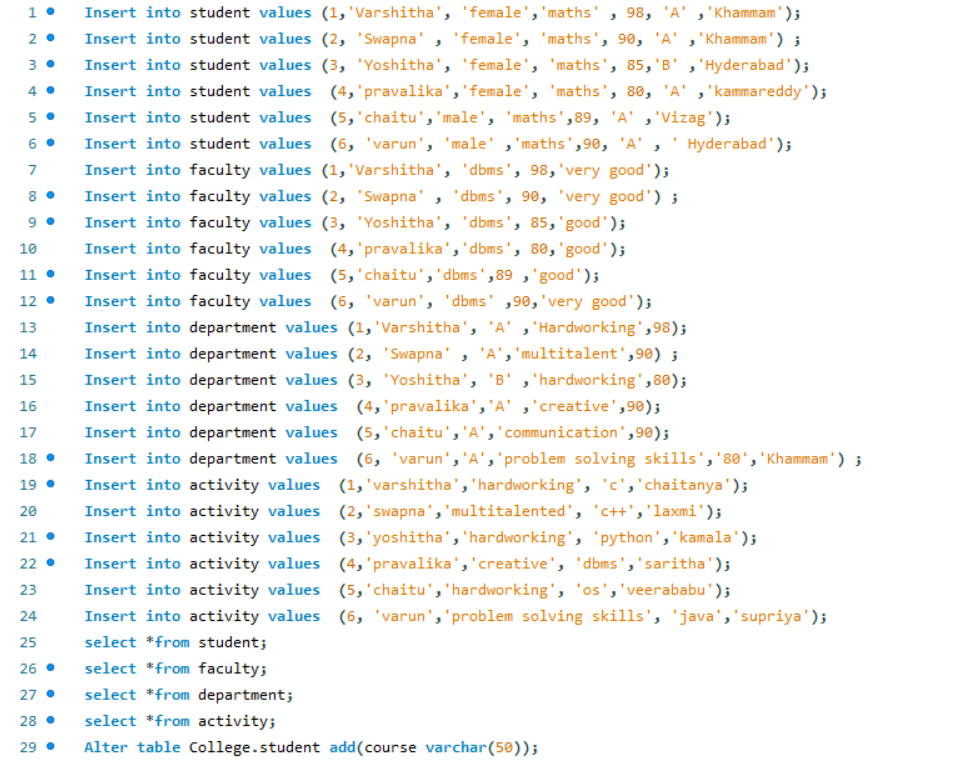 1 Insert into student values (1,'Varshitha', 'female','maths' , 98, 'A' ,'Khammam');
2 Insert into student values (2, 'Swapna' , 'female', 'maths', 90, 'A' ,'Khammam') ;
3 Insert into student values (3, 'Yoshitha', 'female', 'maths', 85,'B' ,'Hyderabad');
4 Insert into student values (4,'pravalika','female', 'maths', 80, 'A' ,'kammareddy');
5 Insert into student values (5,'chaitu','male', 'maths',89, 'A' ,'Vizag');
6 Insert into student values (6, 'varun', 'male' ,'maths',90, 'A' , ' Hyderabad');
7 Insert into faculty values (1,'Varshitha', 'dbms', 98,'very good');
8 Insert into faculty values (2, 'Swapna' , 'dbms', 90, 'very good') ;
9 Insert into faculty values (3, 'Yoshitha', 'dbms', 85,'good');
10 Insert into faculty values (4,'pravalika','dbms', 80,'good');
11 Insert into faculty values (5,'chaitu','dbms',89 ,'good');
12 Insert into faculty values (6, 'varun', 'dbms' ,90,'very good');
13 Insert into department values (1,'Varshitha', 'A' ,'Hardworking',98);
14 Insert into department values (2, 'Swapna' , 'A','multitalent',90) ;
15 Insert into department values (3, 'Yoshitha', 'B' ,'hardworking',80);
16 Insert into department values (4,'pravalika','A' ,'creative',90);
17 Insert into department values (5,'chaitu','A','communication',90);
18 Insert into department values (6, 'varun','A','problem solving skills','80','Khammam') ;
19 Insert into activity values (1,'varshitha','hardworking', 'c','chaitanya');
20 Insert into activity values (2,'swapna','multitalented', 'c++','laxmi');
21 Insert into activity values (3,'yoshitha','hardworking', 'python','kamala');
22 Insert into activity values (4,'pravalika','creative', 'dbms','saritha');
23 Insert into activity values (5,'chaitu','hardworking', 'os','veerababu');
24 Insert into activity values (6, 'varun','problem solving skills', 'java','supriya');
25 select *from student;
26 select *from faculty;
27 select *from department;
28 select *from activity;
29 Alter table College.student add(course varchar(50));